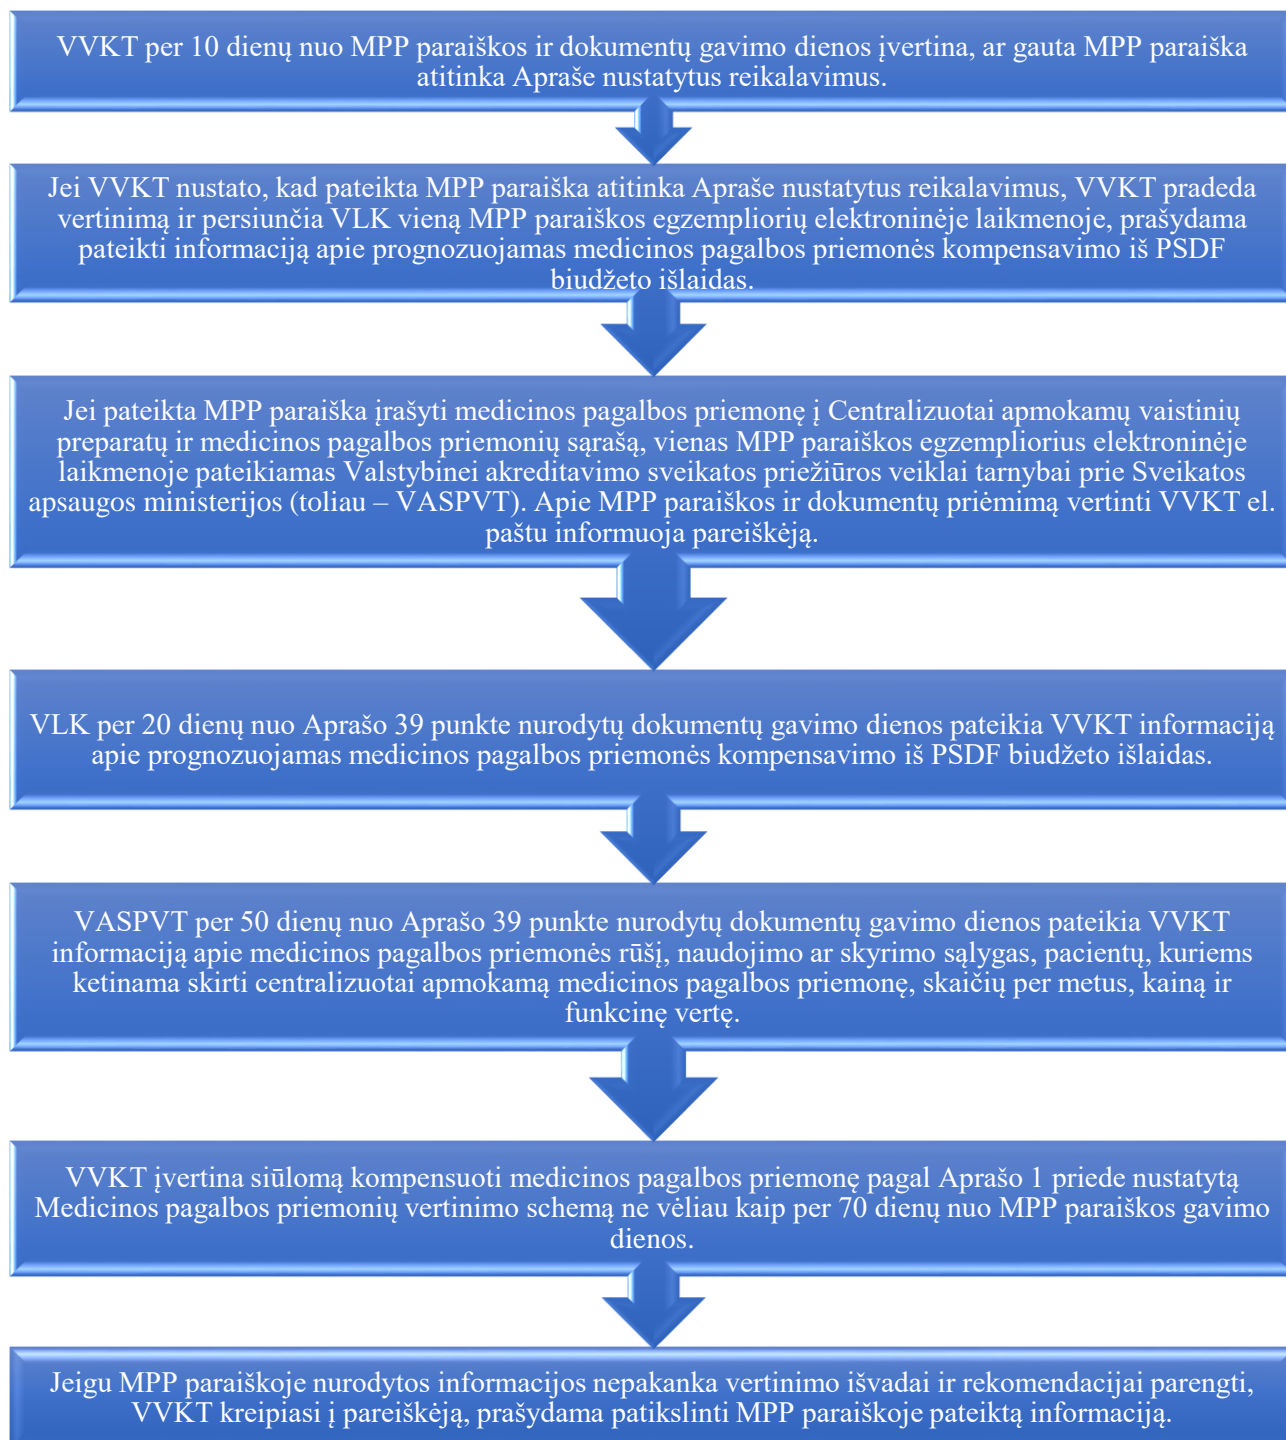 VVKT per 10 dienų nuo MPP paraiškos ir dokumentų gavimo dienos įvertina, ar gauta MPP paraiška
atitinka Apraše nustatytus reikalavimus.
Jei VVKT nustato, kad pateikta MPP paraiška atitinka Apraše nustatytus reikalavimus, VVKT pradeda
vertinimą ir persiunčia VLK vieną MPP paraiškos egzempliorių elektroninėje laikmenoje, prašydama
pateikti informaciją apie prognozuojamas medicinos pagalbos priemonės kompensavimo iš PSDF
biudžeto išlaidas.
Jei pateikta MPP paraiška įrašyti medicinos pagalbos priemonę į Centralizuotai apmokamų vaistinių
preparatų ir medicinos pagalbos priemonių sąrašą, vienas MPP paraiškos egzempliorius elektroninėje
laikmenoje pateikiamas Valstybinei akreditavimo sveikatos priežiūros veiklai tarnybai prie Sveikatos
apsaugos ministerijos (toliau – VASPVT). Apie MPP paraiškos ir dokumentų priėmimą vertinti VVKT el.
paštu informuoja pareiškėją.
VLK per 20 dienų nuo Aprašo 39 punkte nurodytų dokumentų gavimo dienos pateikia VVKT informaciją
apie prognozuojamas medicinos pagalbos priemonės kompensavimo iš PSDF biudžeto išlaidas.
VASPVT per 50 dienų nuo Aprašo 39 punkte nurodytų dokumentų gavimo dienos pateikia VVKT
informaciją apie medicinos pagalbos priemonės rūšį, naudojimo ar skyrimo sąlygas, pacientų, kuriems
ketinama skirti centralizuotai apmokamą medicinos pagalbos priemonę, skaičių per metus, kainą ir
funkcinę vertę.
VVKT įvertina siūlomą kompensuoti medicinos pagalbos priemonę pagal Aprašo 1 priede nustatytą
Medicinos pagalbos priemonių vertinimo schemą ne vėliau kaip per 70 dienų nuo MPP paraiškos gavimo
dienos.
Jeigu MPP paraiškoje nurodytos informacijos nepakanka vertinimo išvadai ir rekomendacijai parengti,
VVKT kreipiasi į pareiškėją, prašydama patikslinti MPP paraiškoje pateiktą informaciją.